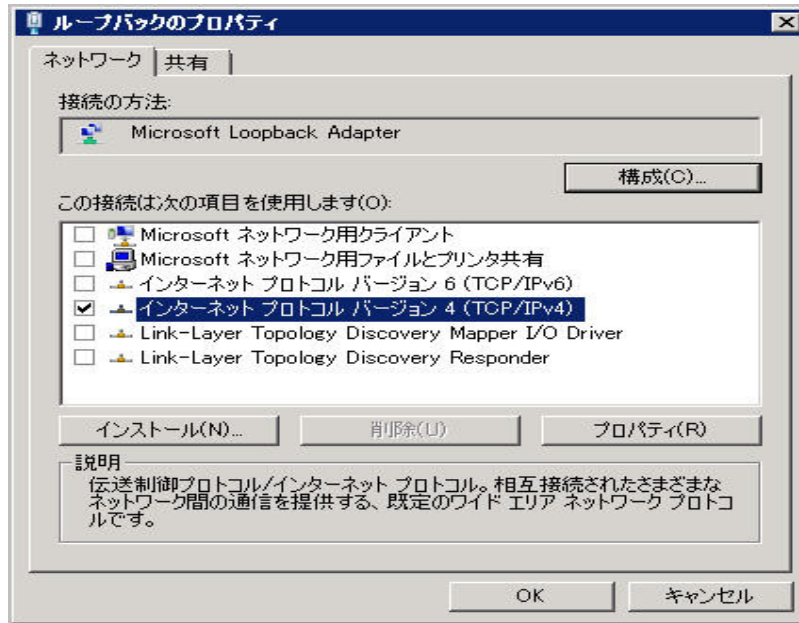 ループバックのプロパティ
ネットワーク 共有
接続の方法:
Microsoft Loopback Adapter
構成(C)...
この接続は次の項目を使用します(O):
Microsoft ネットワーク用クライアント
Microsoft ネットワーク用ファイルとプリンタ共有
インターネット プロトコル バージョン 6 (TCP/IPv6)
インターネット プロトコル バージョン 4 (TCP/IPv4)
Link-Layer Topology Discovery Mapper I/O Driver
Link-Layer Topology Discovery Responder
インストール(N)... 削除(U) プロパティ(R)
説明
伝送制御プロトコル/インターネット プロトコル。相互接続されたさまざまな
ネットワーク間の通信を提供する、既定のワイド エリア ネットワーク プロトコ
ルです。
OK キャンセル